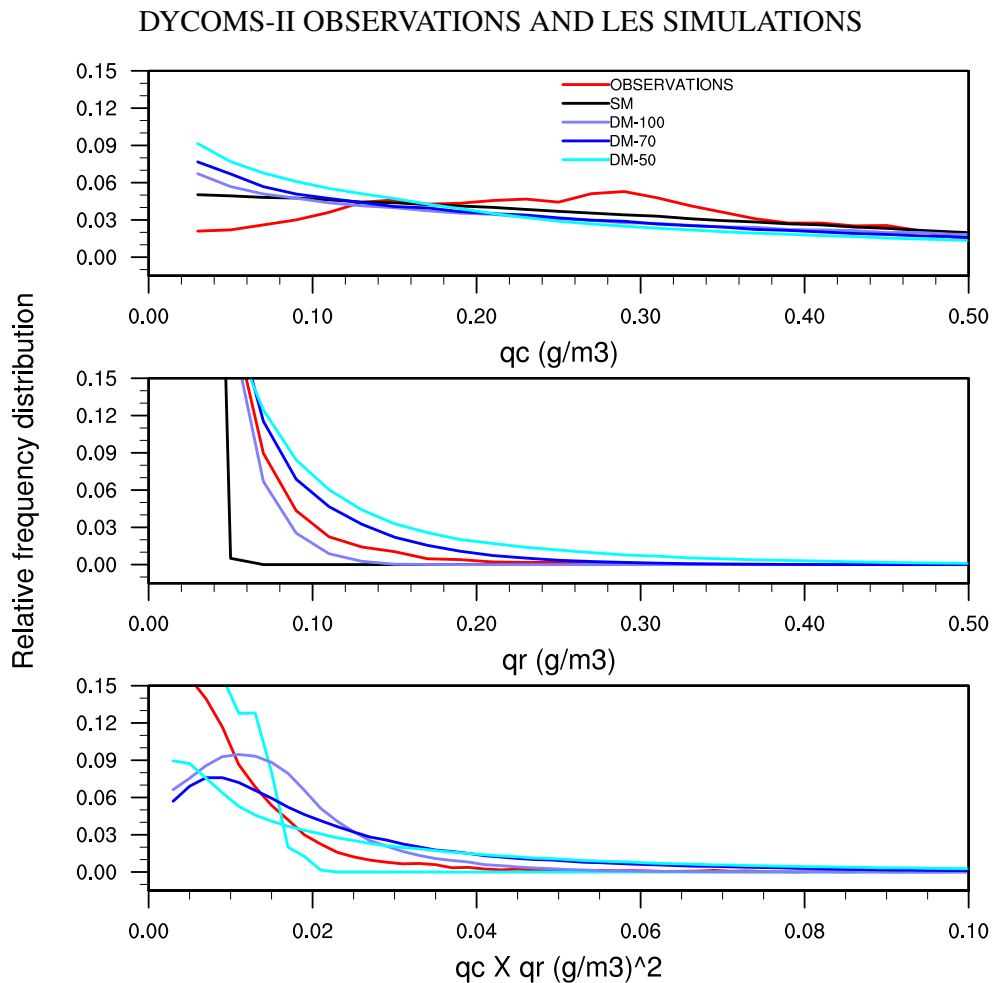 DYCOMS-II OBSERVATIONS AND LES SIMULATIONS
Relative frequency distribution
0.15
0.12
0.09
0.06
0.03
0.00
OBSERVATIONS
SM
DM-100
DM-70
DM-50
0.00 0.10 0.20 0.30 0.40 0.50
qc (g/m3)
0.15
0.12
0.09
0.06
0.03
0.00
0.00 0.10 0.20 0.30 0.40 0.50
qr (g/m3)
0.15
0.12
0.09
0.06
0.03
0.00
0.00 0.02 0.04 0.06 0.08 0.10
qc X qr (g/m3)^2